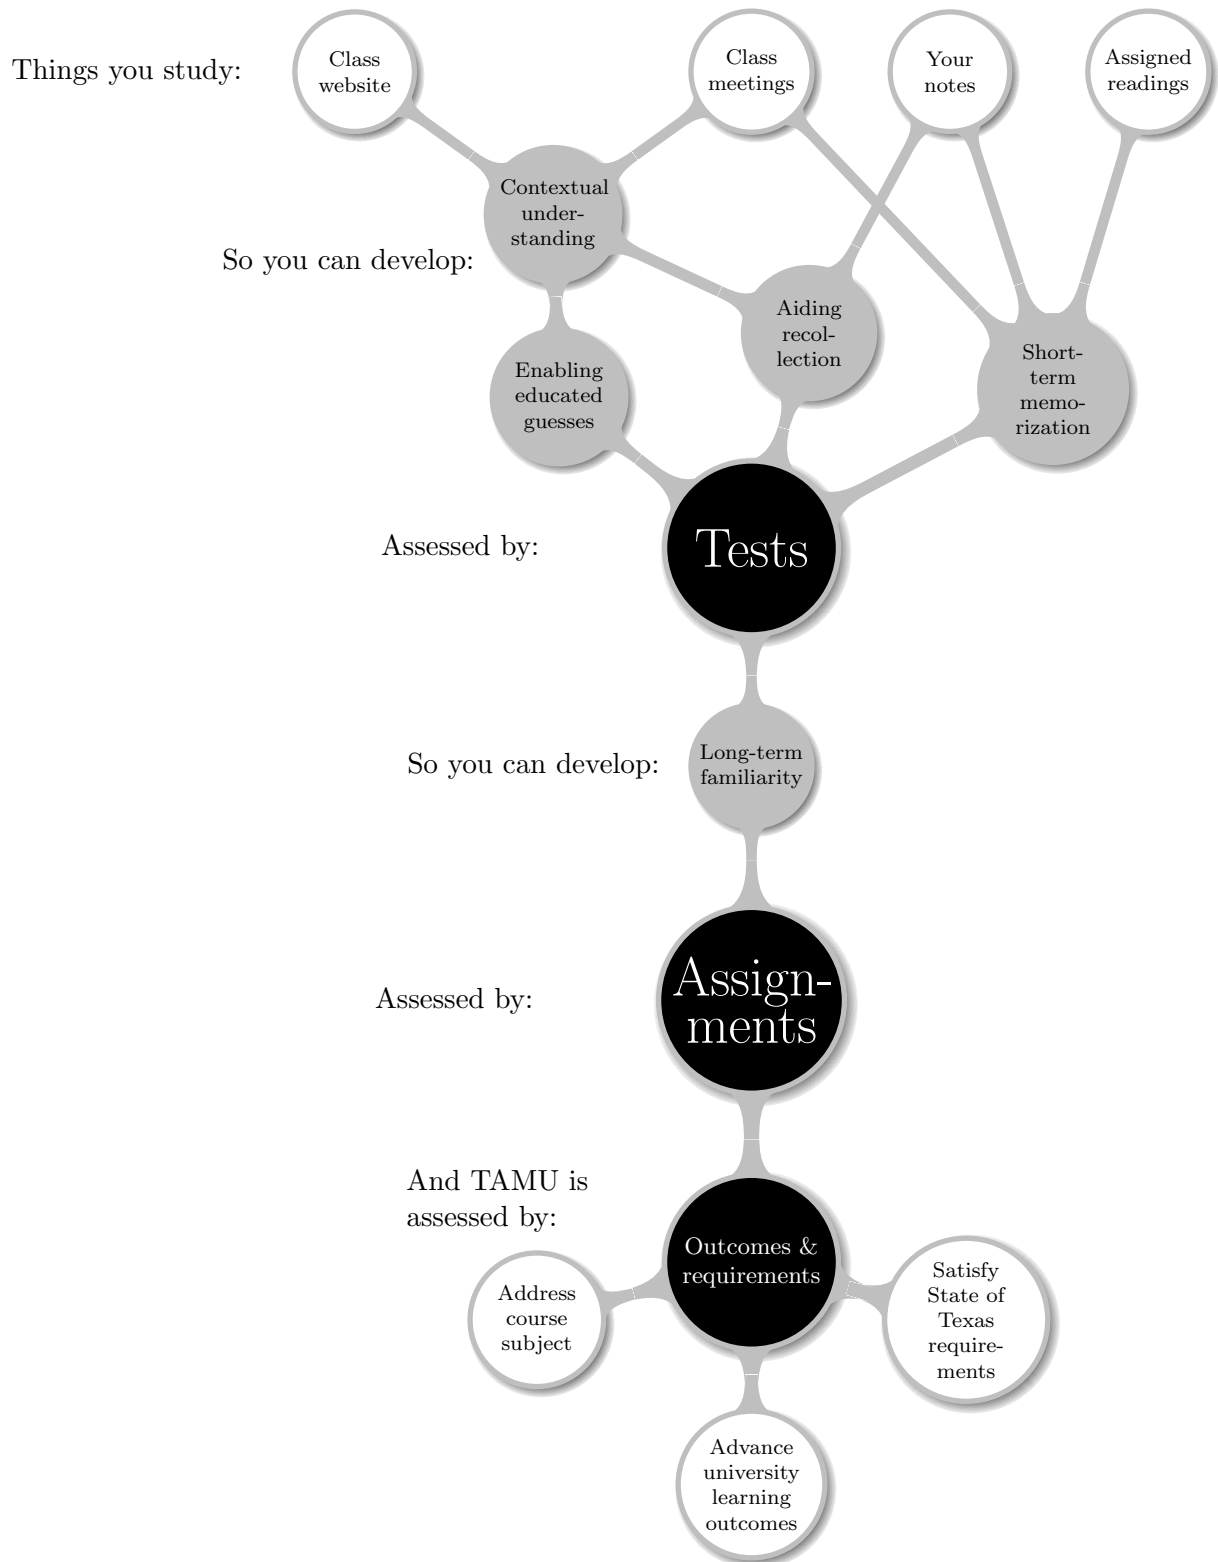 Things you study:
Class
website
Class
meetings
Your
notes
Assigned
readings
Contextual
under-
standing
So you can develop:
Aiding
recol-
lection
Short-
term
memo-
rization
Enabling
educated
guesses
Assessed by:
Tests
So you can develop:
Long-term
familiarity
Assessed by:
Assign-
ments
And TAMU is
assessed by:
Outcomes &
requirements
Address
course
subject
Satisfy
State of
Texas
require-
ments
Advance
university
learning
outcomes